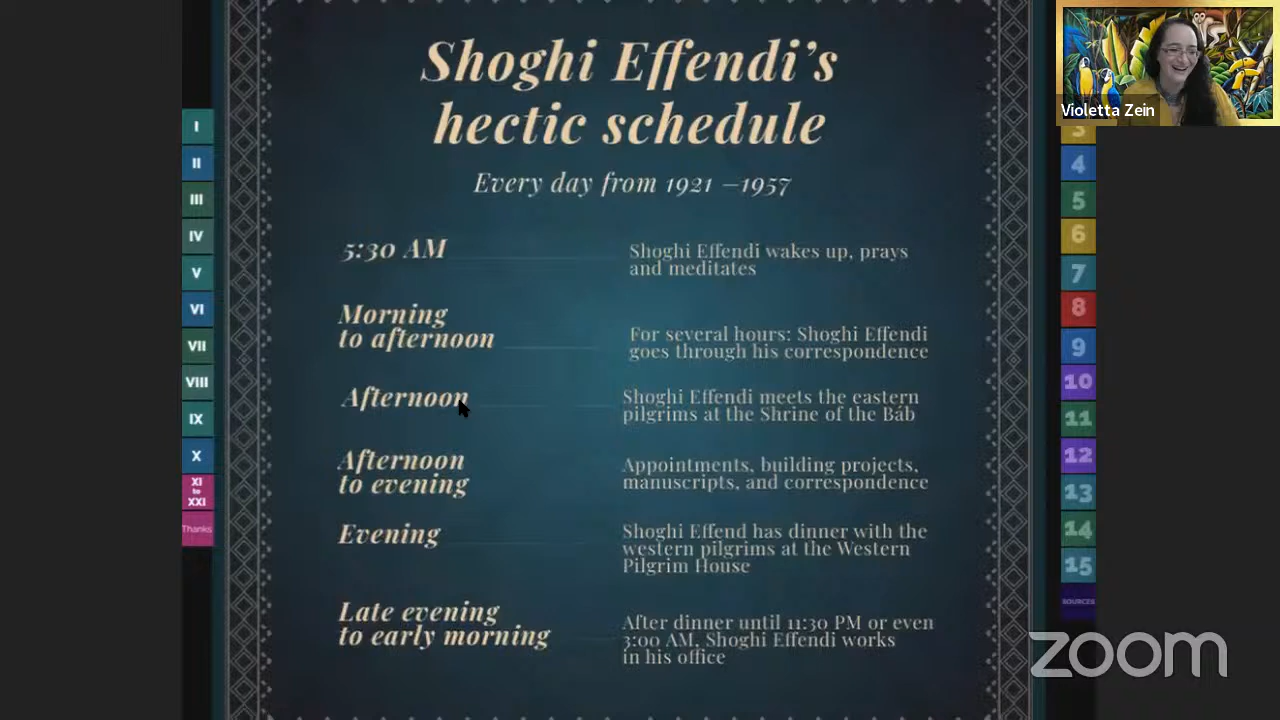 Shoghi Effendi's
hectic schedule
Every day from 1921 –1957
5:30 AM
Shoghi Effendi wakes up, prays
and meditates
Morning
to afternoon
For several hours: Shoghi Effendi
goes through his correspondence
Afternoon
Shoghi Effendi meets the eastern
pilgrims at the Shrine of the Báb
Afternoon
to evening
Appointments, building projects,
manuscripts, and correspondence
Evening
Shoghi Effend has dinner with the
western pilgrims at the Western
Pilgrim House
Late evening
to early morning
After dinner until 11:30 PM or even
3:00 AM, Shoghi Effendi works
in his office
I
II
III
IV
V
VI
VII
VIII
IX
X
XI
to
XXI
Thanks
Violetta Zein
3
4
5
6
7
8
9
10
11
12
13
14
15
SOURCES
zoom